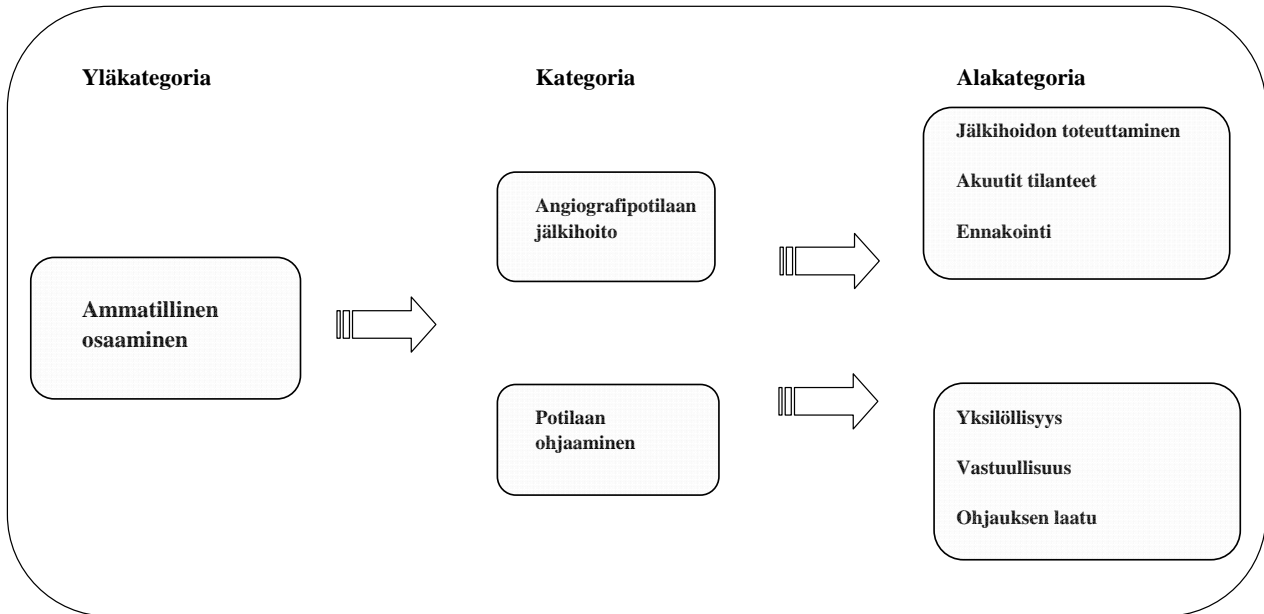 Yläkategoria
Kategoria
Alakategoria
Ammatillinen
osaaminen
Angiografipotilaan
jälkihoito
Potilaan
ohjaaminen
Jälkihoidon toteuttaminen
Akuutit tilanteet
Ennakointi
Yksilöllisyys
Vastuullisuus
Ohjauksen laatu